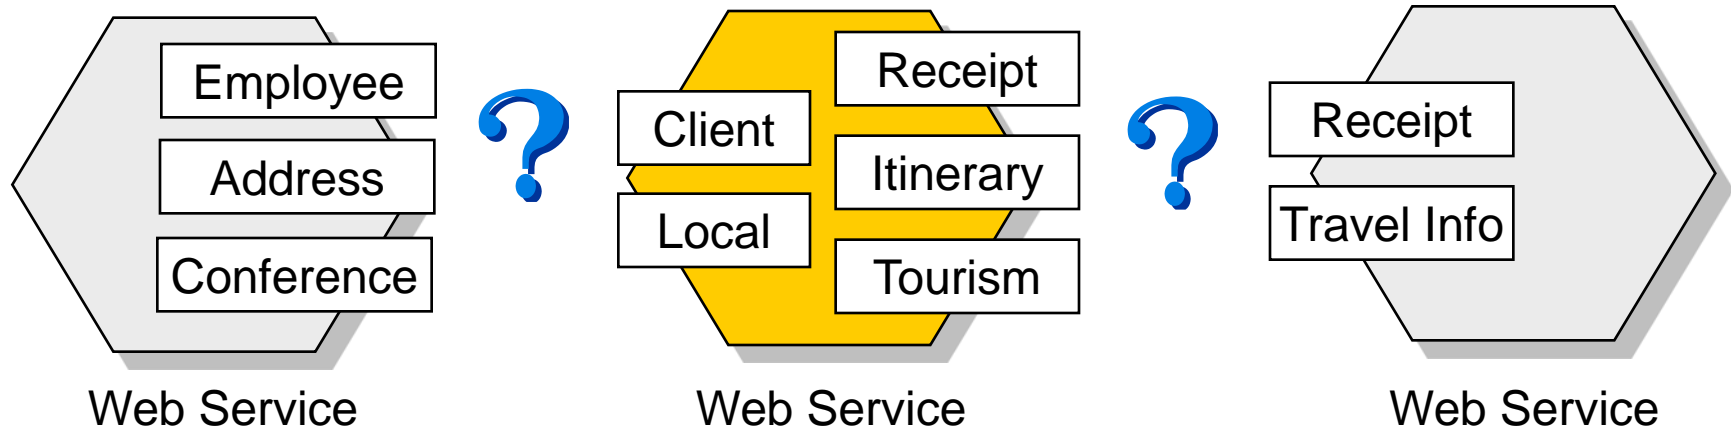 Employee
Address
Conference
Web Service
Client
Local
Receipt
Itinerary
Tourism
Web Service
Receipt
Travel Info
Web Service